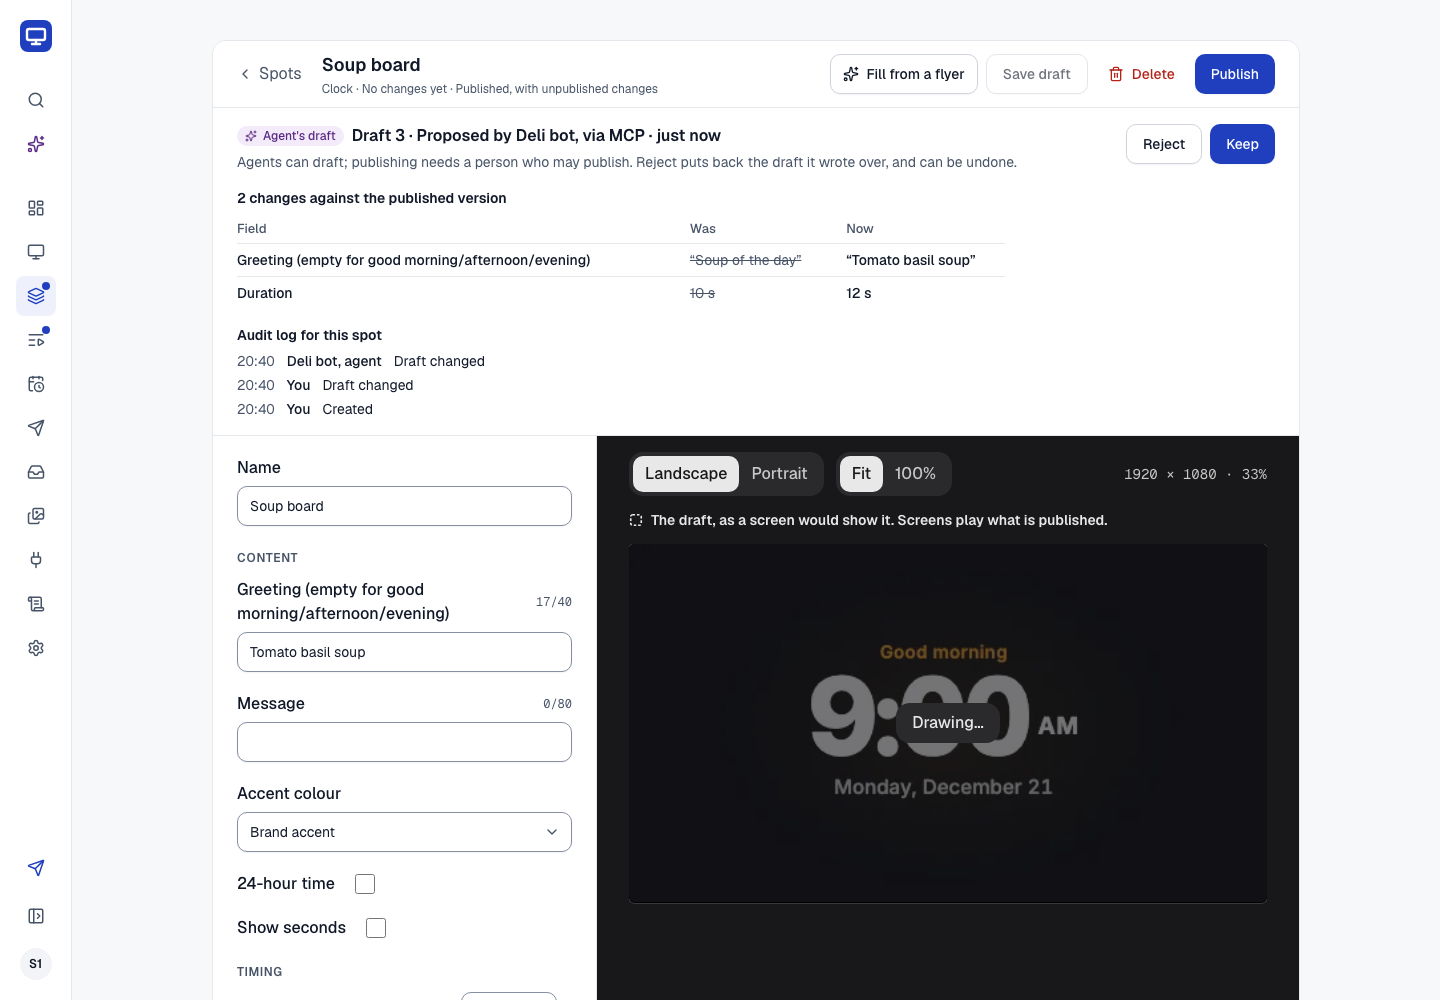 Spots
Soup board
Clock · No changes yet · Published, with unpublished changes
Fill from a flyer
Save draft
Delete
Publish
Agent's draft
Draft 3 · Proposed by Deli bot, via MCP · just now
Agents can draft; publishing needs a person who may publish. Reject puts back the draft it wrote over, and can be undone.
Reject
Keep
2 changes against the published version
Field Was Now
Greeting (empty for good morning/afternoon/evening) “Soup of the day” “Tomato basil soup”
Duration 10 s 12 s
Audit log for this spot
20:40 Deli bot, agent Draft changed
20:40 You Draft changed
20:40 You Created
Name
Soup board
CONTENT
Greeting (empty for good
morning/afternoon/evening)
17/40
Tomato basil soup
Message
0/80
Accent colour
Brand accent
24-hour time
Show seconds
TIMING
Landscape
Portrait
Fit
100%
1920 × 1080 · 33%
The draft, as a screen would show it. Screens play what is published.
Good morning
9:00 AM
Drawing...
Monday, December 21
S1